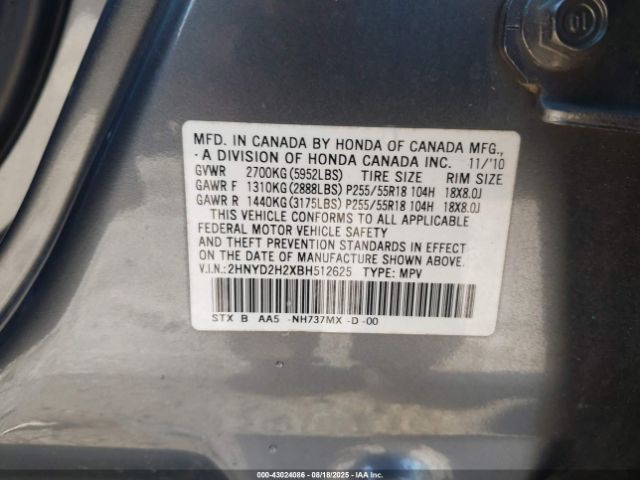 MFD. IN CANADA BY HONDA OF CANADA MFG.,
A DIVISION OF HONDA CANADA INC. 11/'10
GVWR 2700KG(5952LBS) TIRE SIZE RIM SIZE
GAWR F 1310KG(2888LBS) P255/55R18 104H 18X8.0J
GAWR R 1440KG(3175LBS) P255/55R18 104H 18X8.0J
THIS VEHICLE CONFORMS TO ALL APPLICABLE
FEDERAL MOTOR VEHICLE SAFETY
AND THEFT PREVENTION STANDARDS IN EFFECT
ON THE DATE OF MANUFACTURE SHOWN ABOVE.
V.I.N.:2HNYD2H2XBH512625 TYPE: MPV
STX B AA5 -NH737MX -D -00
000-43024086 - 08/18/2025 - IAA Inc.